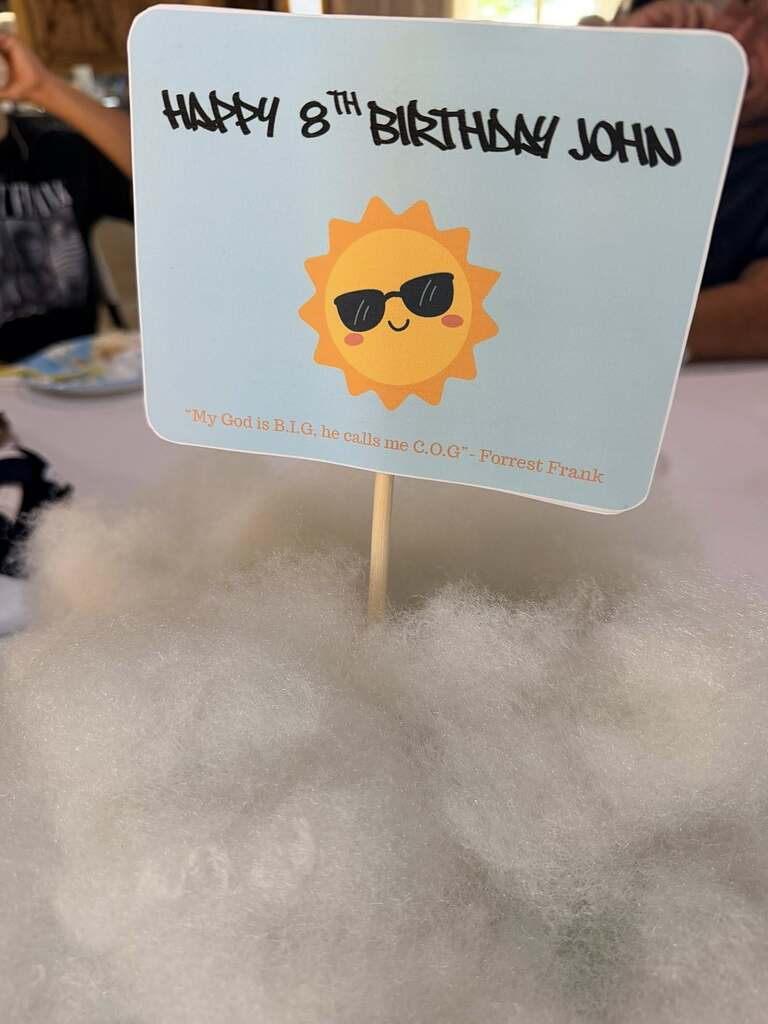 HAPPY 8TH BIRTHDAY JOHN
"My God is B.I.G, he calls me C.O.G"- Forrest Frank